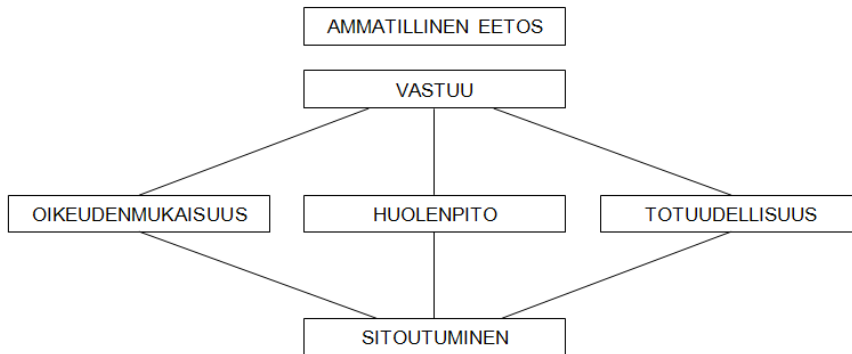 AMMATILLINEN EETOS
VASTUU
OIKEUDENMUKAISUUS
HUOLENPITO
TOTUUDELLISUUS
SITOUTUMINEN